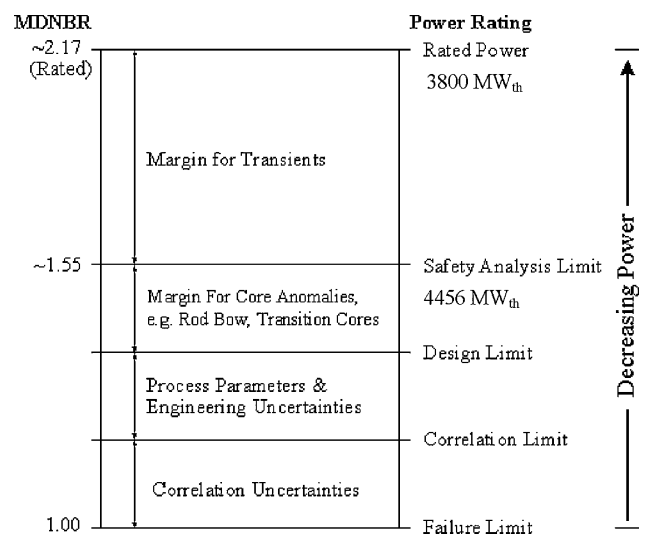 MDNBR
Power Rating
~2.17
(Rated)
Rated Power
3800 MWth
Margin for Transients
~1.55
Safety Analysis Limit
4456 MWth
Margin For Core Anomalies,
e.g. Rod Bow, Transition Cores
Design Limit
Process Parameters &
Engineering Uncertainties
Correlation Limit
Correlation Uncertainties
1.00
Failure Limit
Decreasing Power